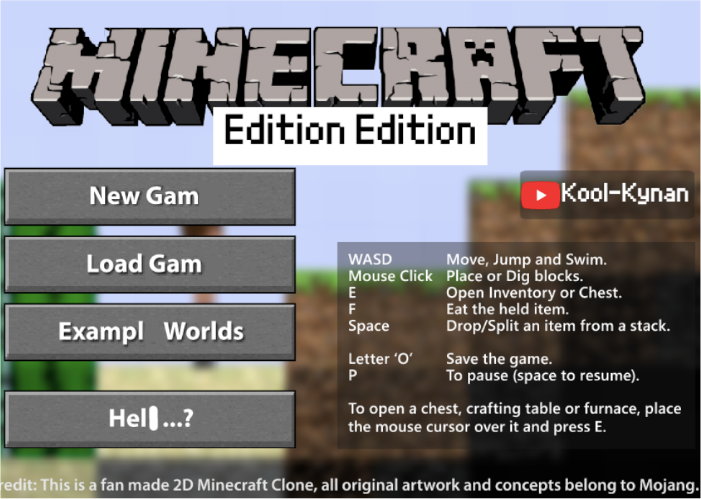 MINECRAFT
Edition Edition
New Gam
Load Gam
Exampl Worlds
Hel ...?
Kool-Kynan
WASD Move, Jump and Swim.
Mouse Click Place or Dig blocks.
E Open Inventory or Chest.
F Eat the held item.
Space Drop/Split an item from a stack.
Letter ‘O’ Save the game.
P To pause (space to resume).
To open a chest, crafting table or furnace, place
the mouse cursor over it and press E.
redit: This is a fan made 2D Minecraft Clone, all original artwork and concepts belong to Mojang.